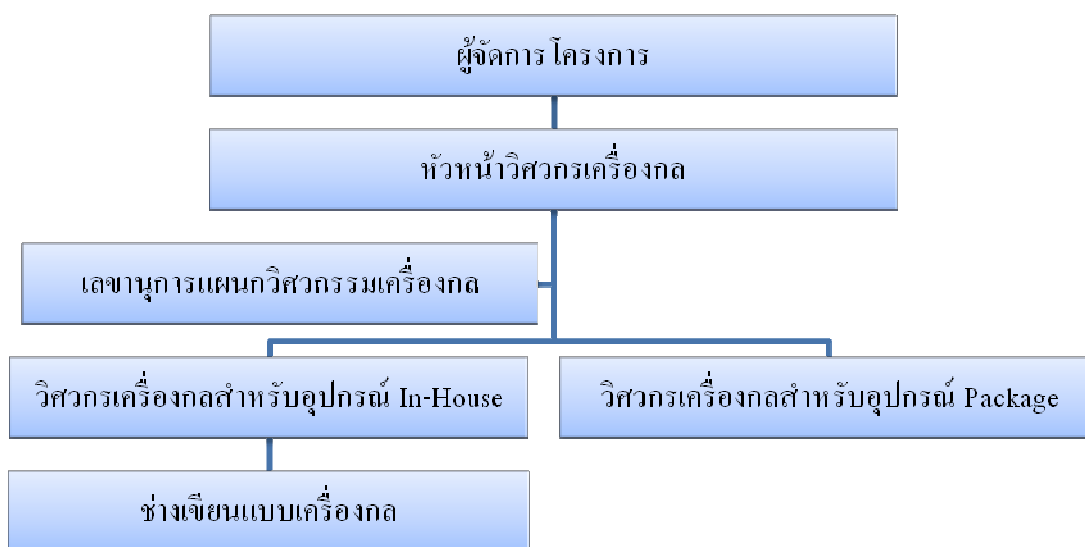 ผู้จัดการโครงการ
หัวหน้าวิศวกรเครื่องกล
เลขานุการแผนกวิศวกรรมเครื่องกล
วิศวกรเครื่องกลสำหรับอุปกรณ์ In-House
วิศวกรเครื่องกลสำหรับอุปกรณ์ Package
ช่างเขียนแบบเครื่องกล